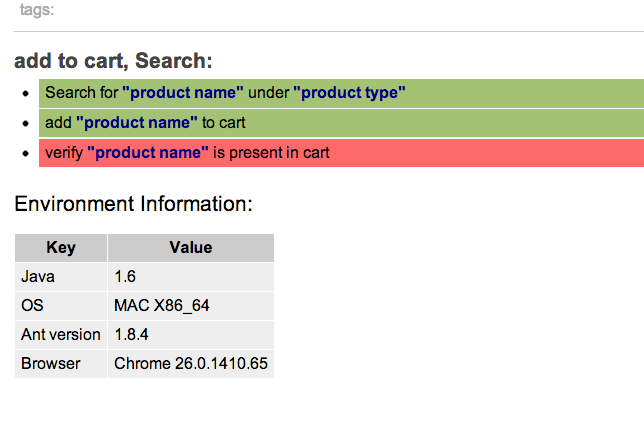 tags:
add to cart, Search:
Search for "product name" under "product type"
add "product name" to cart
verify "product name" is present in cart
Environment Information:
Key Value
Java 1.6
OS MAC X86_64
Ant version 1.8.4
Browser Chrome 26.0.1410.65